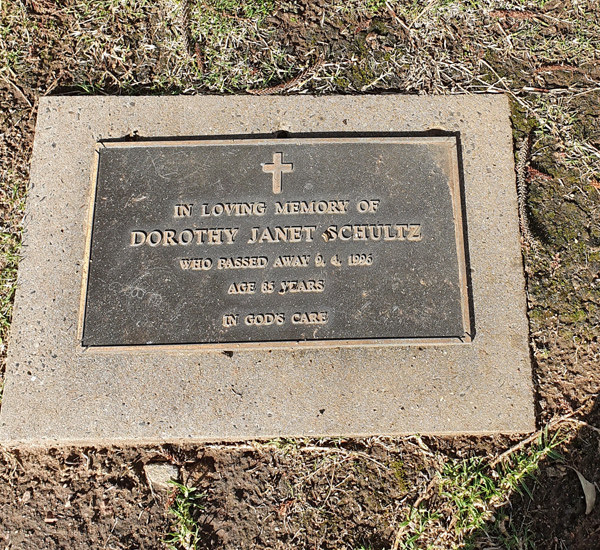 IN LOVING MEMORY OF
DOROTHY JANET SCHULTZ
WHO PASSED AWAY 9. 4. 1996
AGE 85 YEARS
IN GOD'S CARE